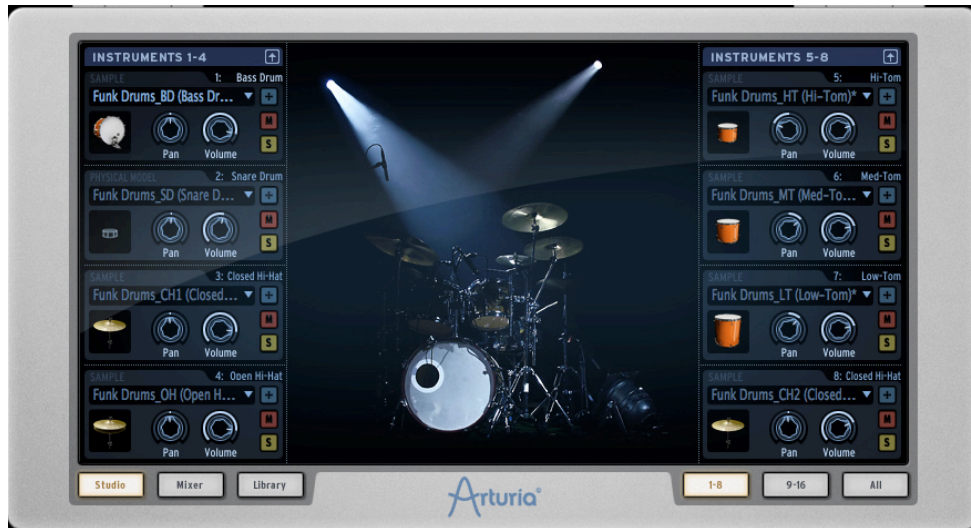 INSTRUMENTS 1-4
SAMPLE 1: Bass Drum
Funk Drums_BD (Bass Dr...
M
S
Pan Volume
PHYSICAL MODEL 2: Snare Drum
Funk Drums_SD (Snare D...
M
S
Pan Volume
SAMPLE 3: Closed Hi-Hat
Funk Drums_CH1 (Closed...
M
S
Pan Volume
SAMPLE 4: Open Hi-Hat
Funk Drums_OH (Open H...
M
S
Pan Volume
INSTRUMENTS 5-8
SAMPLE 5: Hi-Tom
Funk Drums_HT (Hi-Tom)*
M
S
Pan Volume
SAMPLE 6: Med-Tom
Funk Drums_MT (Med-To...
M
S
Pan Volume
SAMPLE 7: Low-Tom
Funk Drums_LT (Low-Tom)*
M
S
Pan Volume
SAMPLE 8: Closed Hi-Hat
Funk Drums_CH2 (Closed...
M
S
Pan Volume
Studio Mixer Library
Arturia
1-8 9-16 All